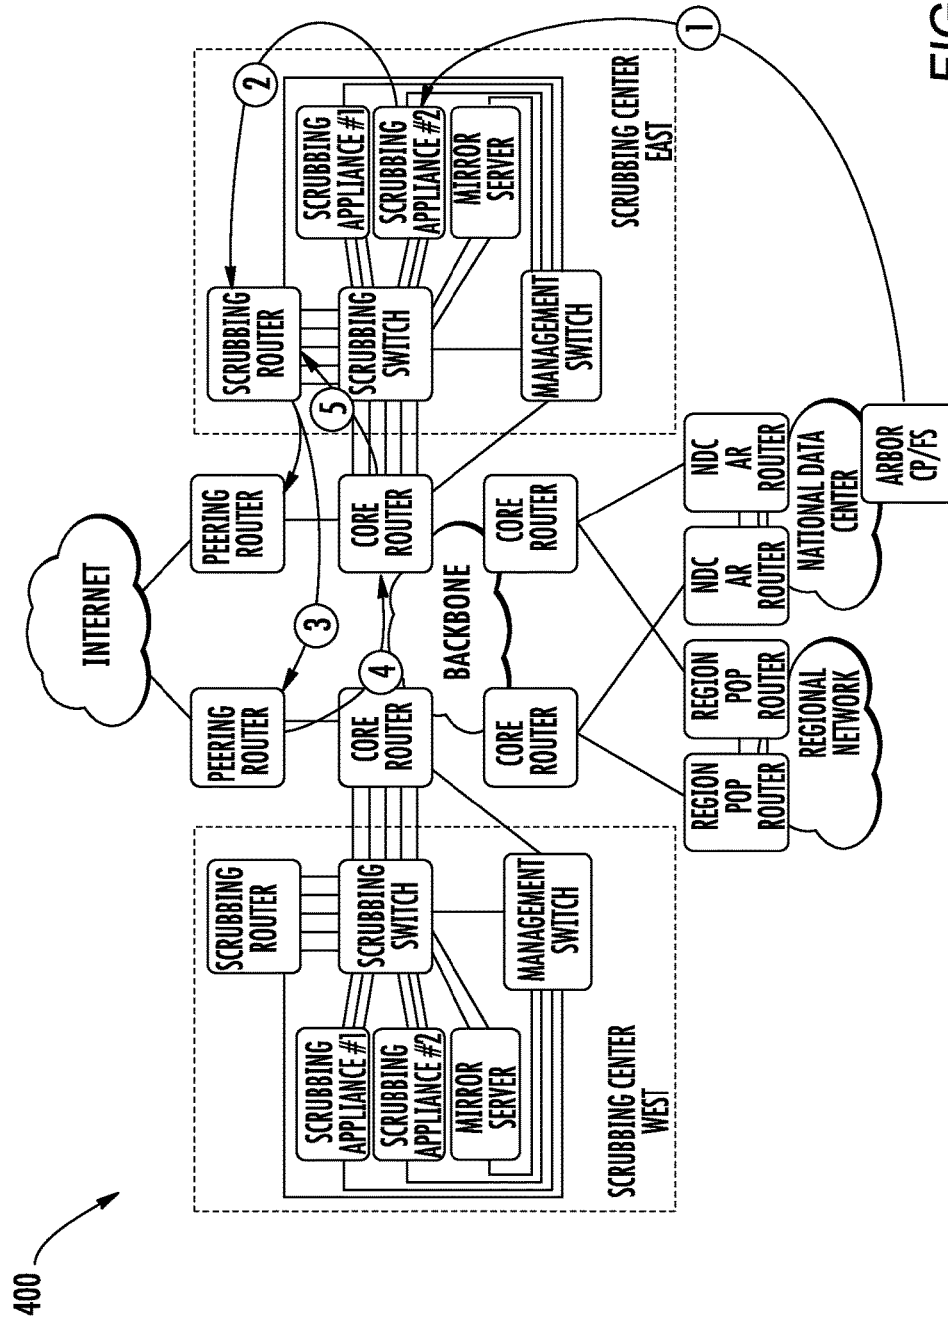 400
INTERNET
PEERING
ROUTER
PEERING
ROUTER
SCRUBBING
ROUTER
SCRUBBING
APPLIANCE #1
SCRUBBING
APPLIANCE #2
MIRROR
SERVER
SCRUBBING
SWITCH
MANAGEMENT
SWITCH
SCRUBBING CENTER
WEST
CORE
ROUTER
CORE
ROUTER
BACKBONE
CORE
ROUTER
CORE
ROUTER
SCRUBBING
ROUTER
SCRUBBING
SWITCH
SCRUBBING
APPLIANCE #1
SCRUBBING
APPLIANCE #2
MIRROR
SERVER
MANAGEMENT
SWITCH
SCRUBBING CENTER
EAST
1
2
3
4
5
REGION
POP
ROUTER
REGION
POP
ROUTER
REGIONAL
NETWORK
NDC
AR
ROUTER
NDC
AR
ROUTER
NATIONAL DATA
CENTER
ARBOR
CP/FS